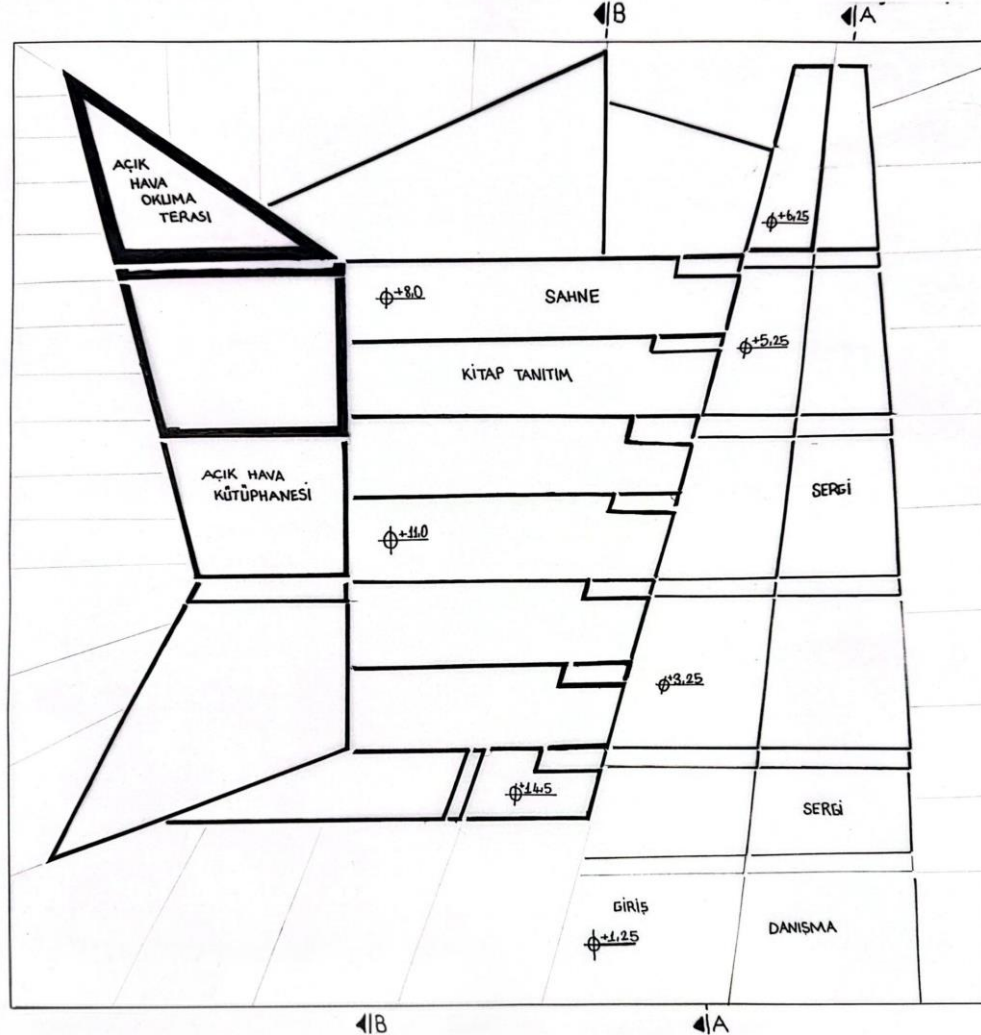 B
A
AÇIK
HAVA
OKUMA
TERASI
+6,25
+8,0
SAHNE
+5,25
KİTAP TANITIM
AÇIK HAVA
KÜTÜPHANESİ
SERGİ
+11,0
+3,25
+14,5
SERGİ
GİRİŞ
+1,25
DANIŞMA
B
A